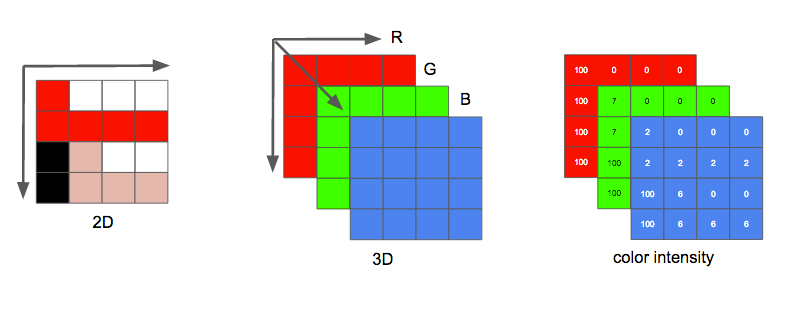 R
G
B
2D
3D
100 0 0 0
100 7 0 0 0
100 7 2 0 0 0
100 100 2 2 2 2
100 100 6 0 0
100 6 6 6
color intensity